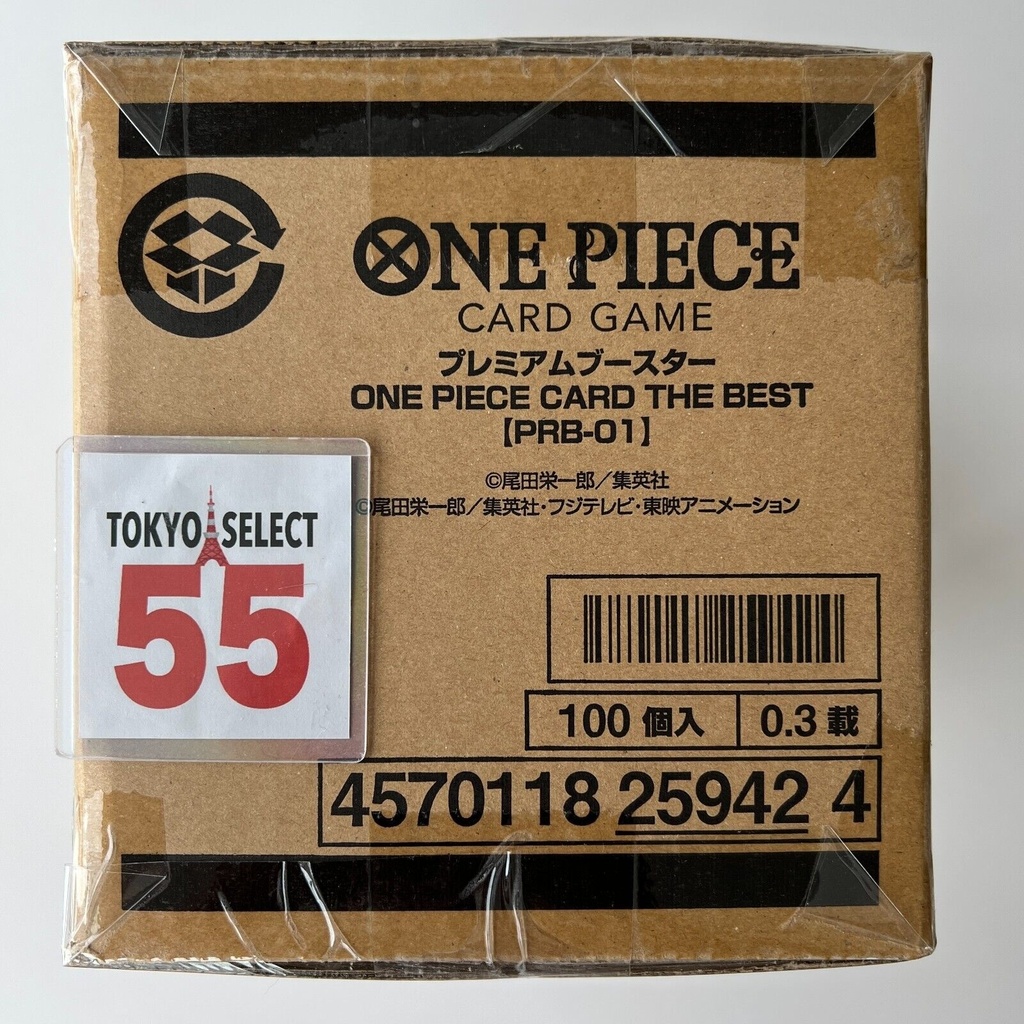 ONE PIECE
CARD GAME
プレミアムブースター
ONE PIECE CARD THE BEST
【PRB-01】
©尾田栄一郎／集英社
©尾田栄一郎／集英社・フジテレビ・東映アニメーション
TOKYO SELECT
55
100 個入
0.3 載
4570118 25942 4